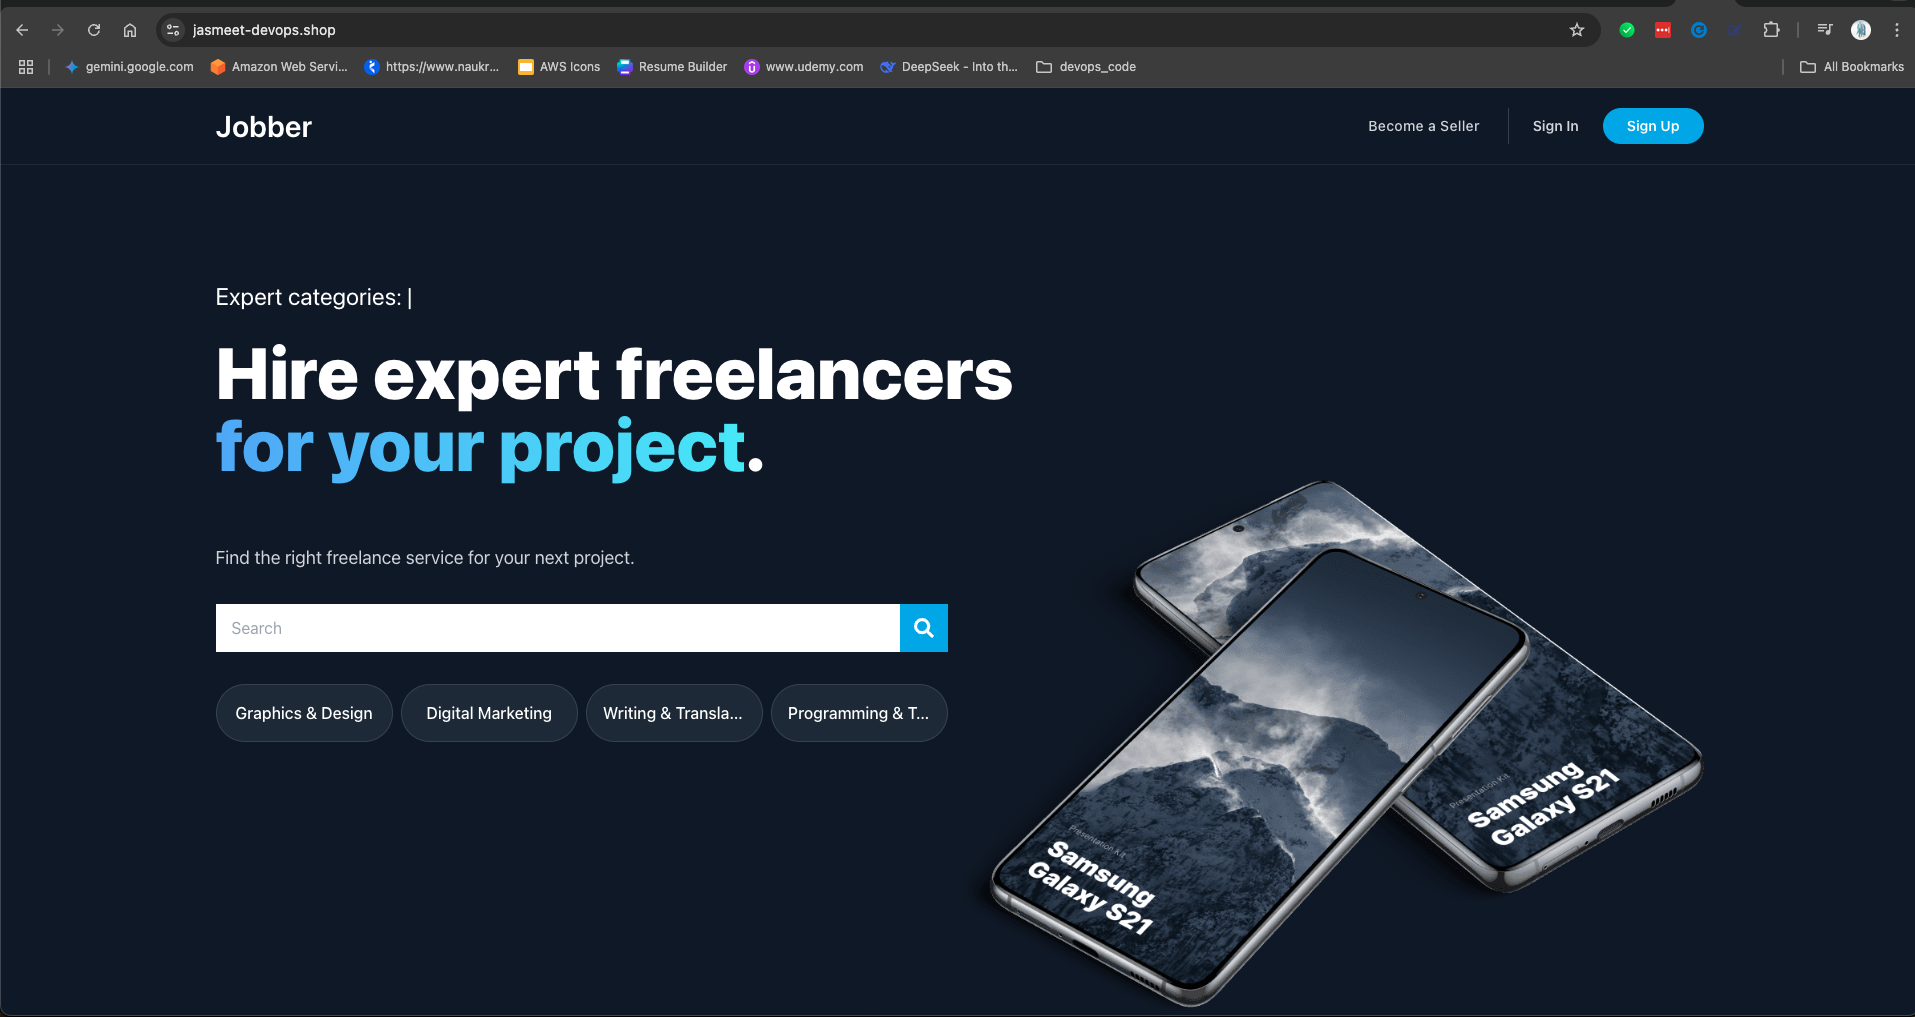 jasmeet-devops.shop
gemini.google.com
Amazon Web Servi...
https://www.naukr...
AWS Icons
Resume Builder
www.udemy.com
DeepSeek - Into th...
devops_code
All Bookmarks
Jobber
Become a Seller
Sign In
Sign Up
Expert categories: |
Hire expert freelancers
for your project.
Find the right freelance service for your next project.
Search
Graphics & Design
Digital Marketing
Writing & Transla...
Programming & T...
Presentation Kit
Samsung
Galaxy S21
Presentation Kit
Samsung
Galaxy S21